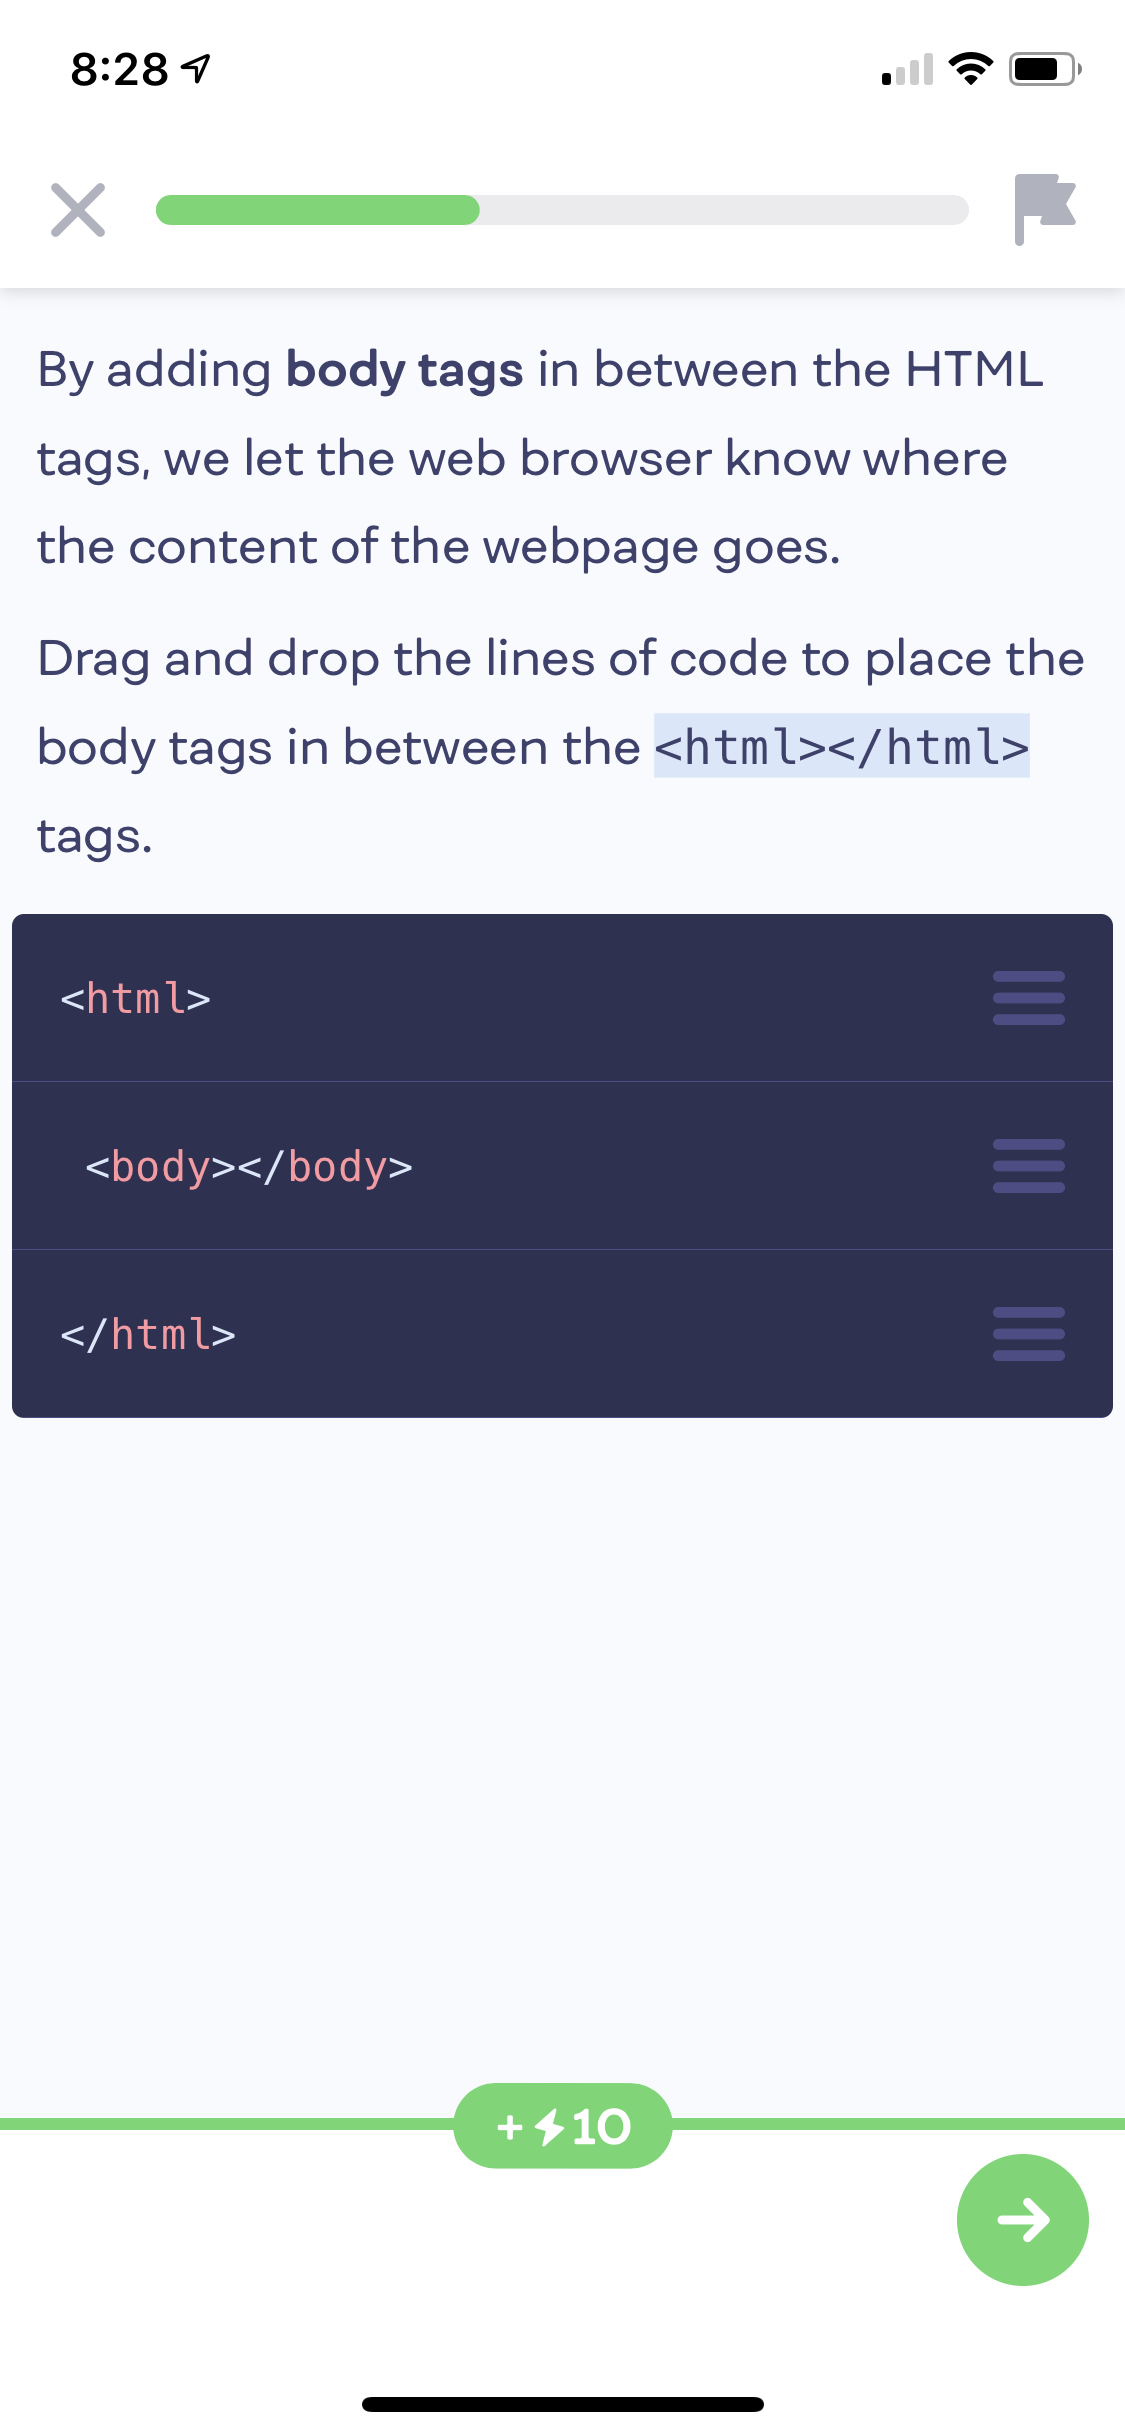 8:28
By adding body tags in between the HTML
tags, we let the web browser know where
the content of the webpage goes.
Drag and drop the lines of code to place the
body tags in between the <html></html>
tags.
<html>
<body></body>
</html>
+10